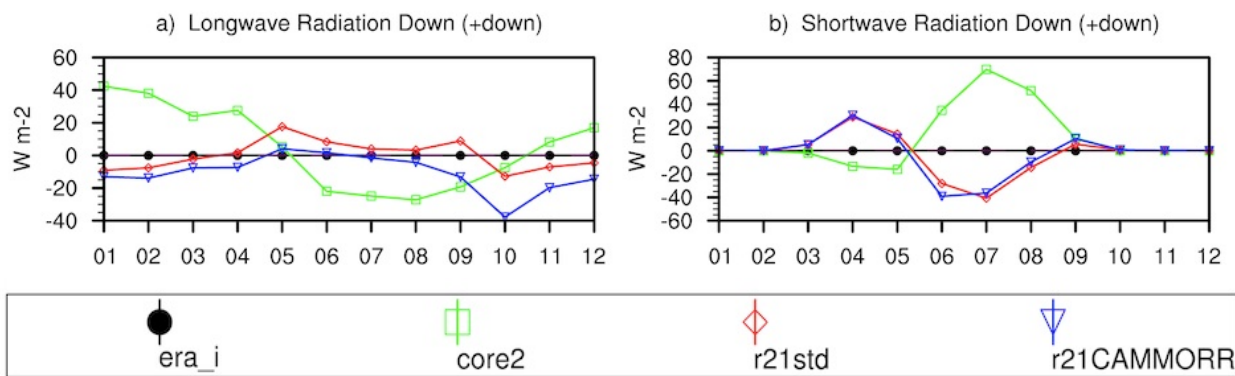 a) Longwave Radiation Down (+down)
60
40
20
0
-20
-40
W m-2
01 02 03 04 05 06 07 08 09 10 11 12
b) Shortwave Radiation Down (+down)
80
60
40
20
0
-20
-40
-60
W m-2
01 02 03 04 05 06 07 08 09 10 11 12
era_i core2 r21std r21CAMMORR